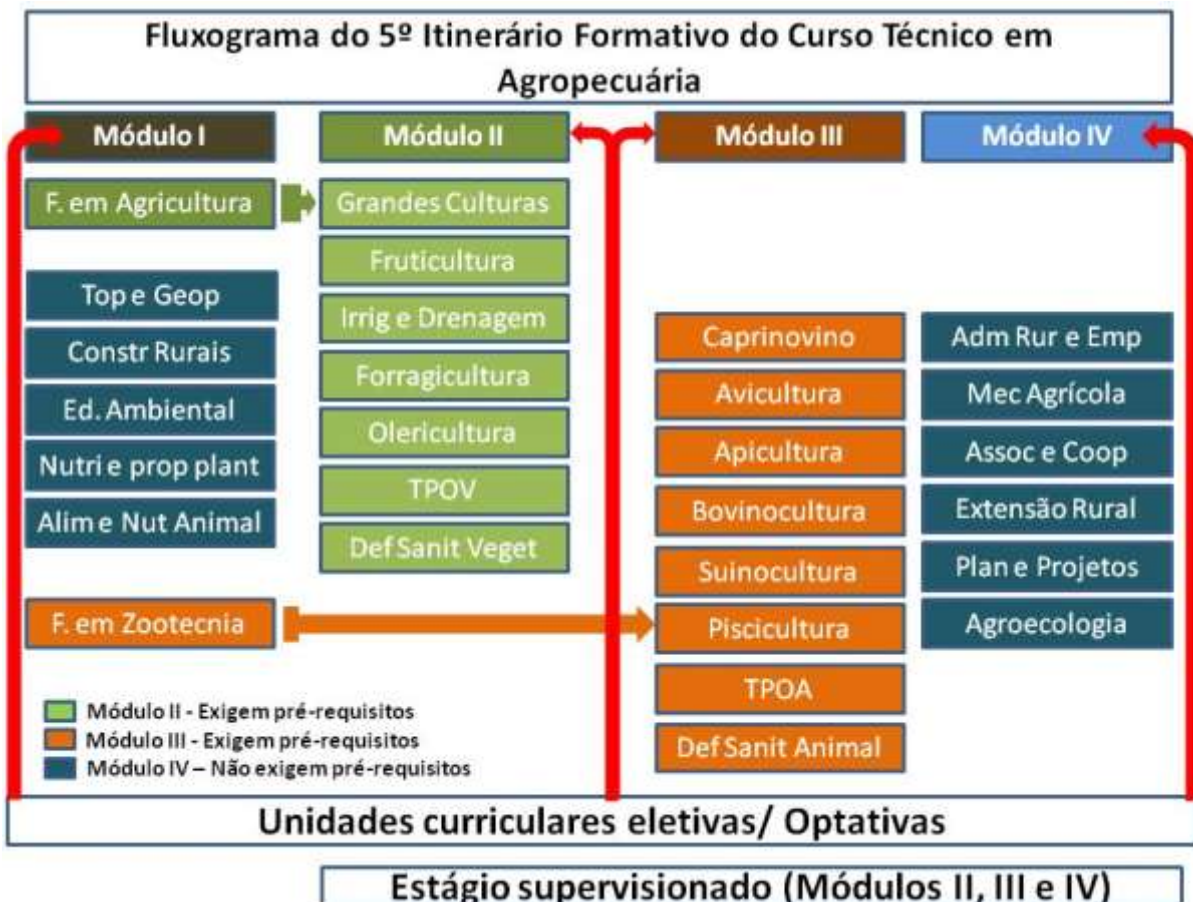 Fluxograma do 5º Itinerário Formativo do Curso Técnico em
Agropecuária
Módulo I
Módulo II
Módulo III
Módulo IV
F. em Agricultura
Top e Geop
Constr Rurais
Ed. Ambiental
Nutri e prop plant
Alim e Nut Animal
F. em Zootecnia
Grandes Culturas
Fruticultura
Irrig e Drenagem
Forragicultura
Olericultura
TPOV
Def Sanit Veget
Caprinovino
Avicultura
Apicultura
Bovinocultura
Suinocultura
Piscicultura
TPOA
Def Sanit Animal
Adm Rur e Emp
Mec Agrícola
Assoc e Coop
Extensão Rural
Plan e Projetos
Agroecologia
Módulo II - Exigem pré-requisitos
Módulo III - Exigem pré-requisitos
Módulo IV – Não exigem pré-requisitos
Unidades curriculares eletivas/ Optativas
Estágio supervisionado (Módulos II, III e IV)